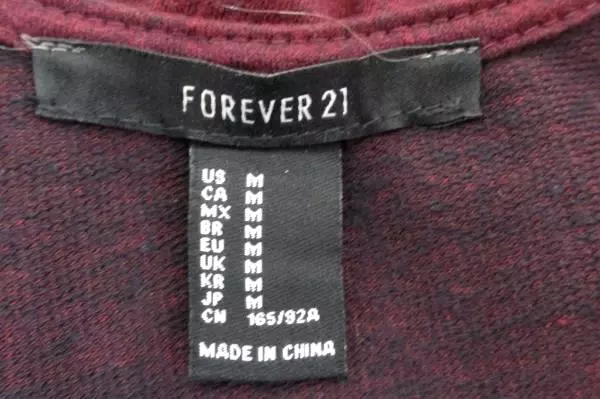 FOREVER 21
US M
CA M
MX M
BR M
EU M
UK M
KR M
JP M
CN 165/92A
MADE IN CHINA